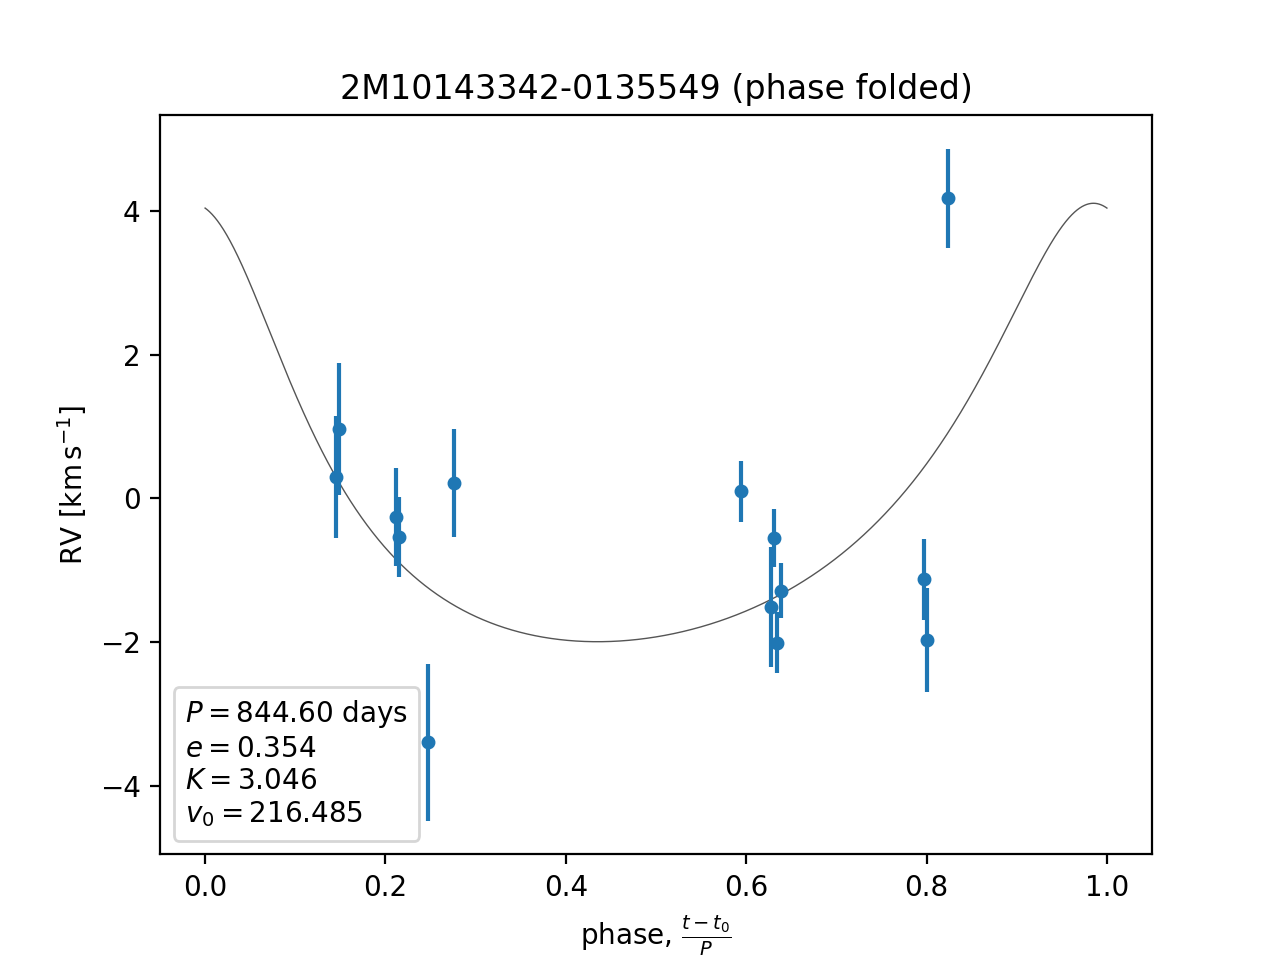 2M10143342-0135549 (phase folded)
RV [km s⁻¹]
4
2
0
−2
−4
P = 844.60 days
e = 0.354
K = 3.046
v₀ = 216.485
0.0 0.2 0.4 0.6 0.8 1.0
phase, (t − t₀)/P